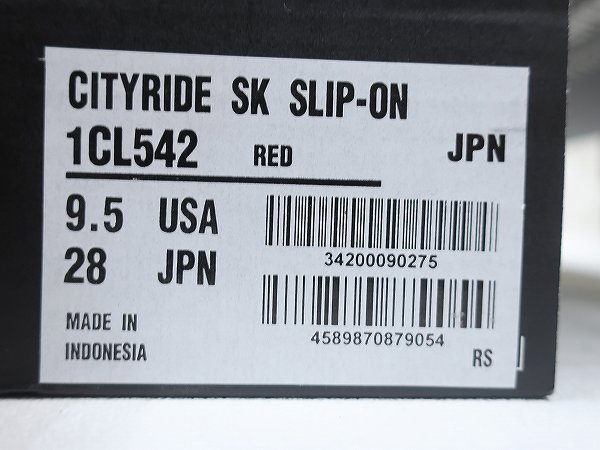 CITYRIDE SK SLIP-ON
1CL542 RED JPN
9.5 USA
34200090275
28 JPN
4589870879054
MADE IN
INDONESIA
RS